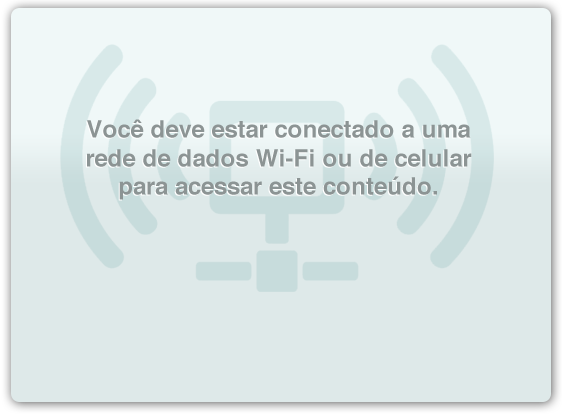 Você deve estar conectado a uma
rede de dados Wi-Fi ou de celular
para acessar este conteúdo.